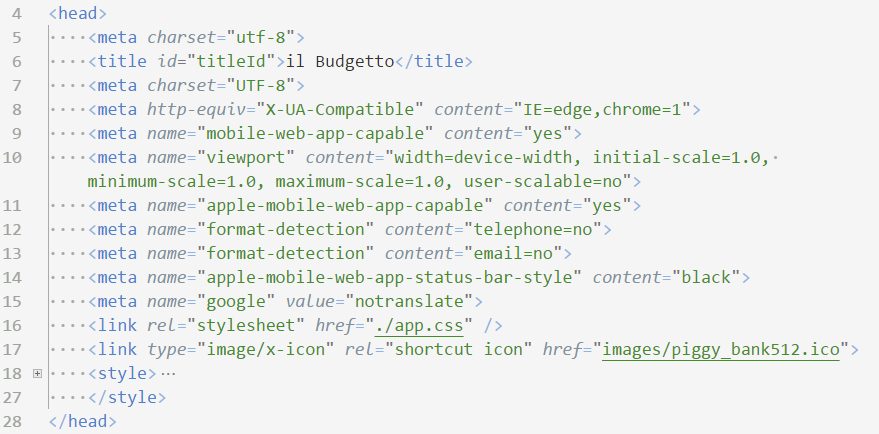 4 <head>
5 ····<meta charset="utf-8">
6 ····<title id="titleId">il Budgetto</title>
7 ····<meta charset="UTF-8">
8 ····<meta http-equiv="X-UA-Compatible" content="IE=edge,chrome=1">
9 ····<meta name="mobile-web-app-capable" content="yes">
10 ····<meta name="viewport" content="width=device-width, initial-scale=1.0,·
minimum-scale=1.0, maximum-scale=1.0, user-scalable=no">
11 ····<meta name="apple-mobile-web-app-capable" content="yes">
12 ····<meta name="format-detection" content="telephone=no">
13 ····<meta name="format-detection" content="email=no">
14 ····<meta name="apple-mobile-web-app-status-bar-style" content="black">
15 ····<meta name="google" value="notranslate">
16 ····<link rel="stylesheet" href="./app.css" />
17 ····<link type="image/x-icon" rel="shortcut icon" href="images/piggy_bank512.ico">
18 ····<style>⋯
27 ····</style>
28 </head>